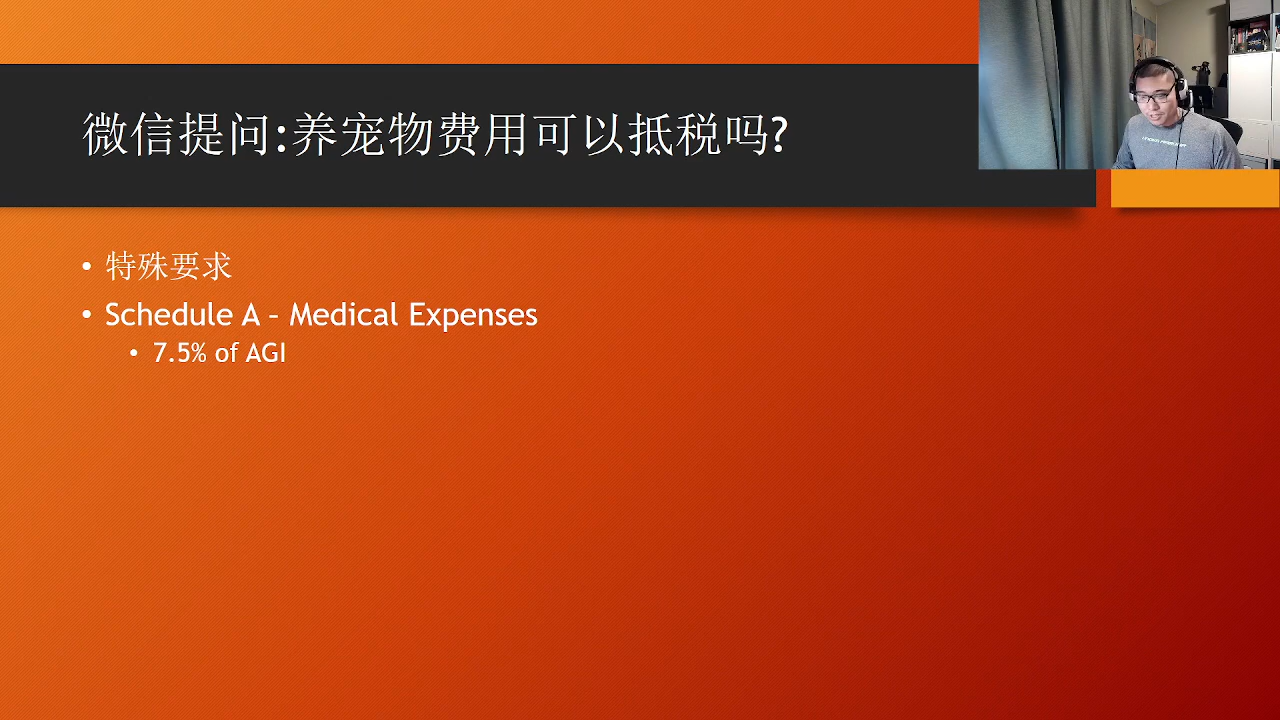 微信提问:养宠物费用可以抵税吗?
• 特殊要求
• Schedule A – Medical Expenses
• 7.5% of AGI